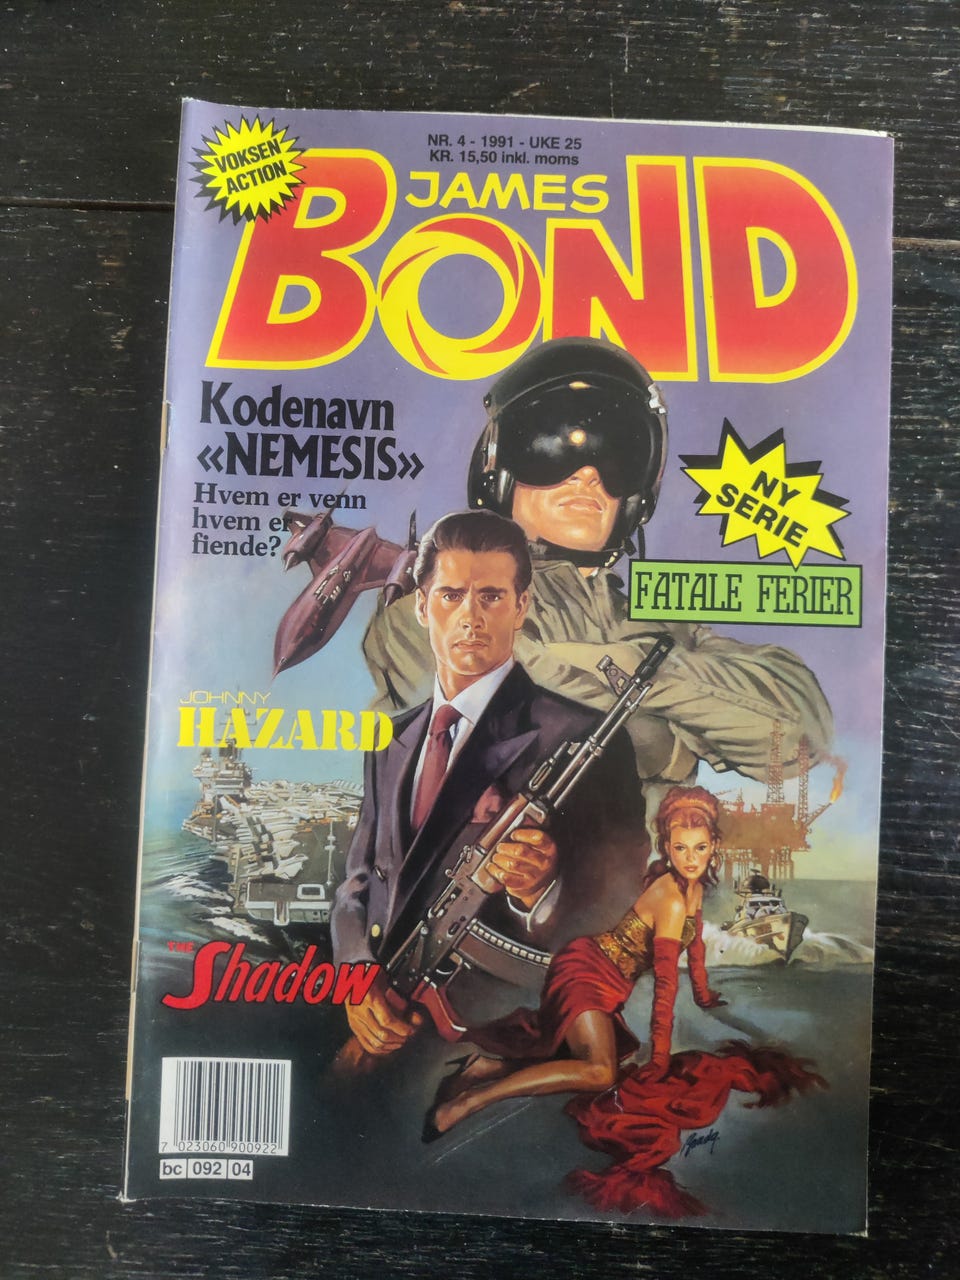 NR. 4 - 1991 - UKE 25
KR. 15,50 inkl. moms
VOKSEN
ACTION
JAMES
BOND
Kodenavn
«NEMESIS»
Hvem er venn
hvem er
fiende?
NY
SERIE
FATALE FERIER
JOHNNY
HAZARD
THE
Shadow
7 023060 900922
bc 092 04